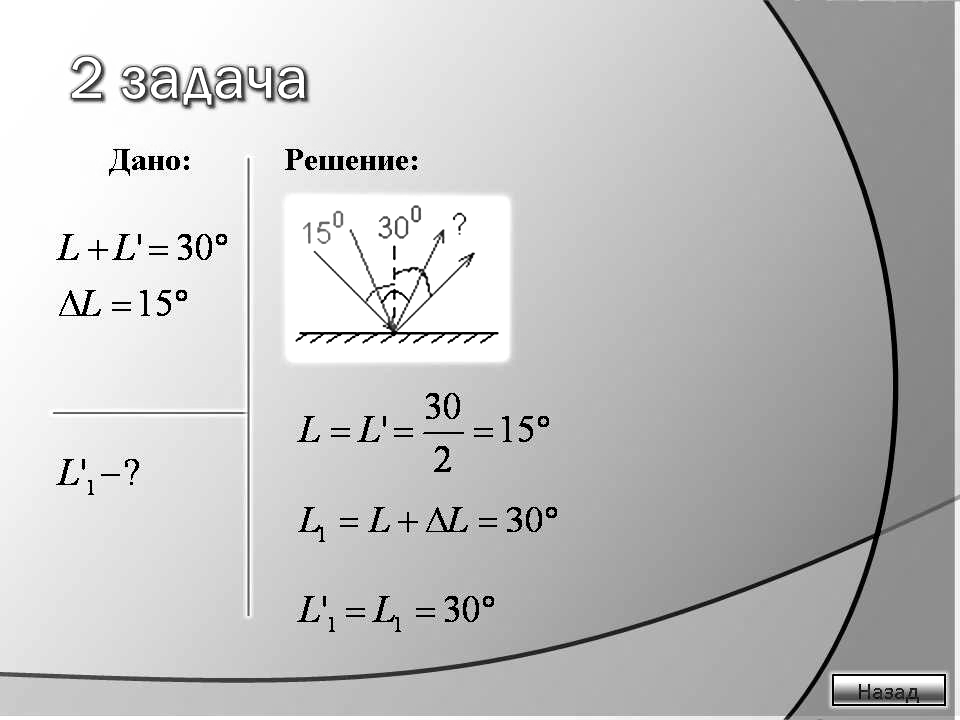 2 задача
Дано:
L + L' = 30°
ΔL = 15°
L'₁ – ?
Решение:
15⁰ 30⁰ ?
L = L' = 30/2 = 15°
L₁ = L + ΔL = 30°
L'₁ = L₁ = 30°
Назад